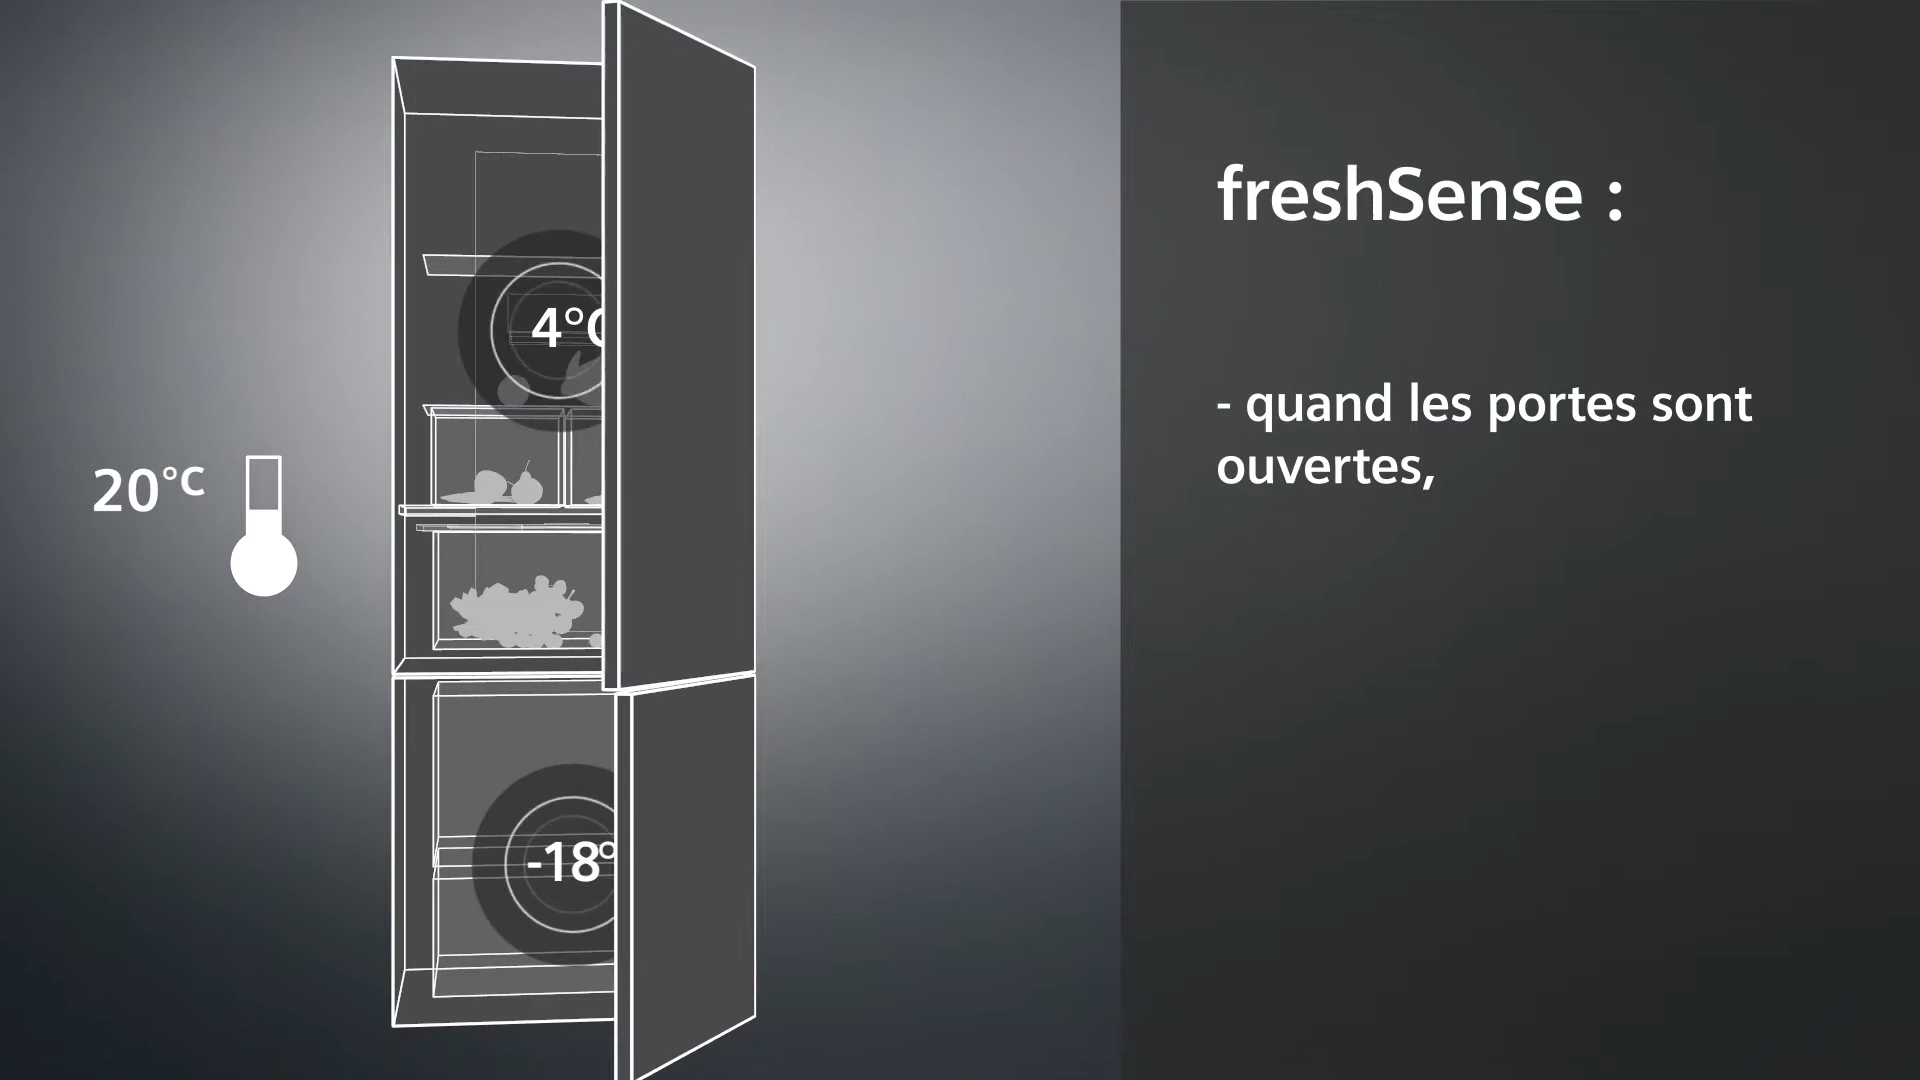 freshSense :
- quand les portes sont
ouvertes,
4°C
20°C
-18°